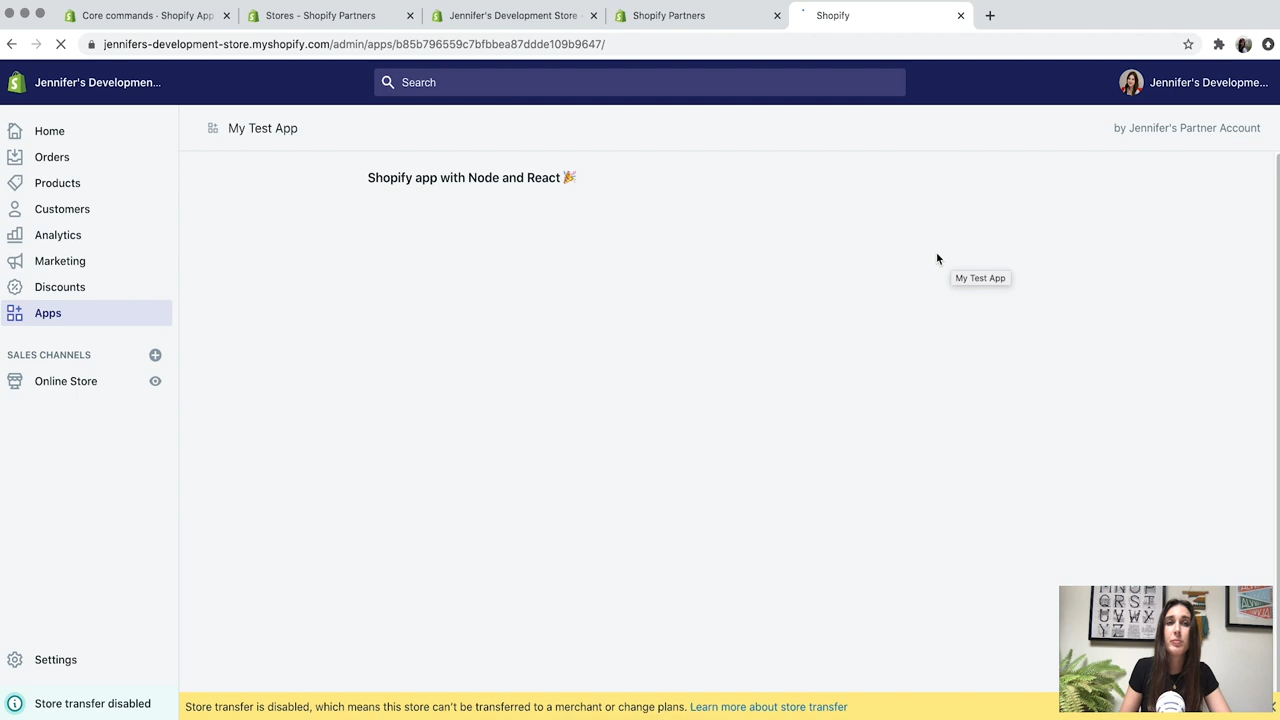 Core commands · Shopify App
Stores - Shopify Partners
Jennifer's Development Store
Shopify Partners
Shopify
jennifers-development-store.myshopify.com/admin/apps/b85b796559c7bfbbea87ddde109b9647/
Jennifer's Developmen...
Search
Jennifer's Developme...
Home
Orders
Products
Customers
Analytics
Marketing
Discounts
Apps
SALES CHANNELS
Online Store
Settings
Store transfer disabled
My Test App
by Jennifer's Partner Account
Shopify app with Node and React 🎉
My Test App
Store transfer is disabled, which means this store can't be transferred to a merchant or change plans. Learn more about store transfer
QRS
UVWX
YZ